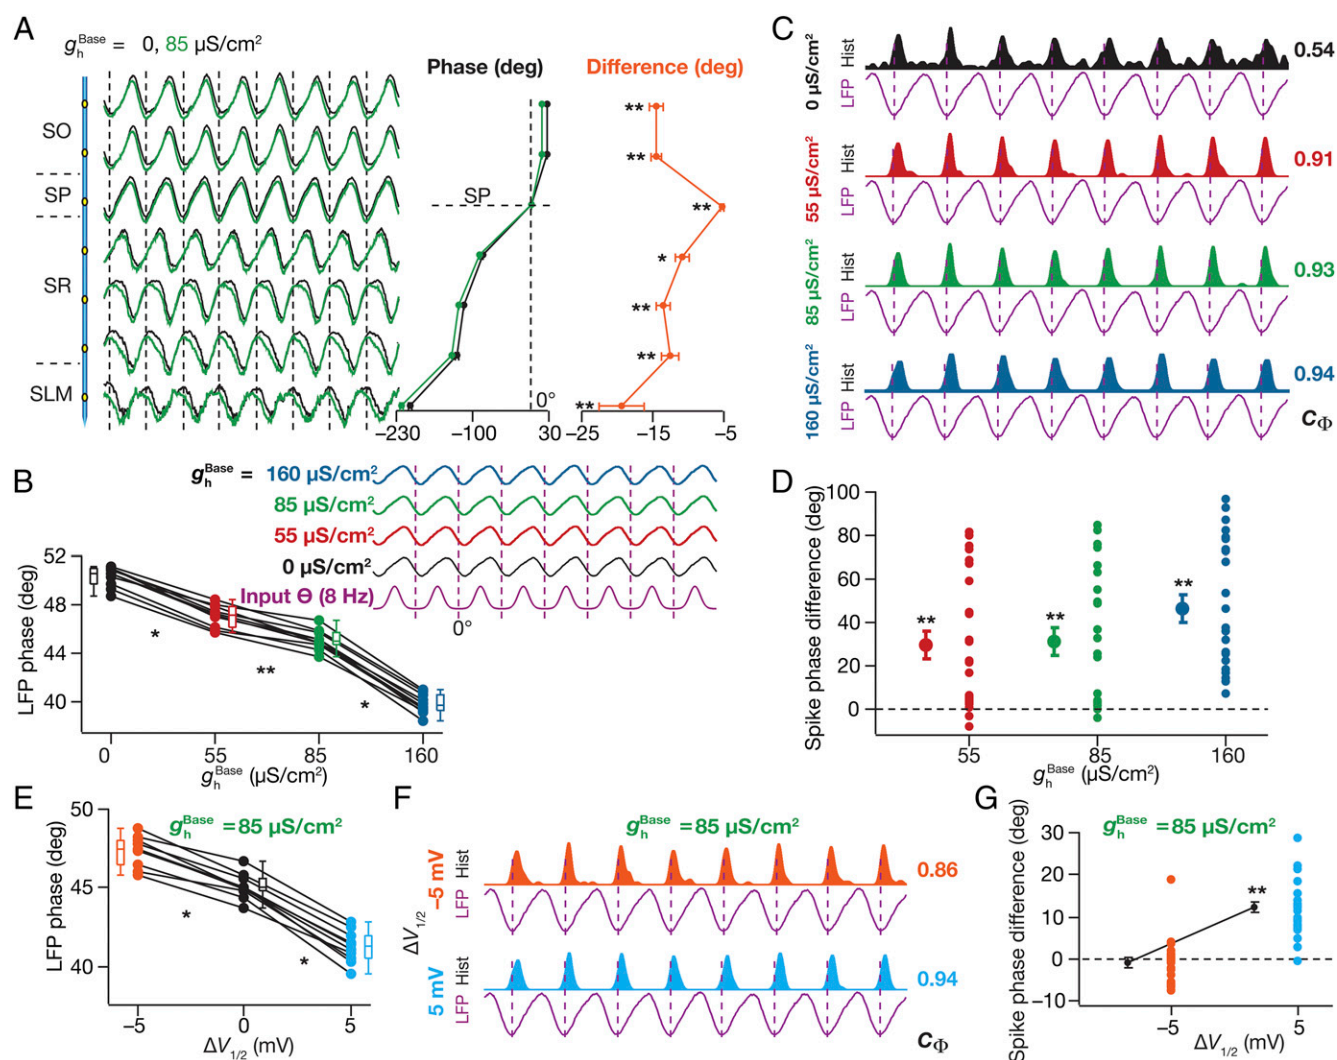 A
g_h^Base = 0, 85 µS/cm²
Phase (deg)
Difference (deg)
SO
SP
SR
SLM
SP
0°
** 
**
**
*
**
**
**
−230 −100 30
−25 −15 −5
C
0 µS/cm²
Hist
LFP
0.54
55 µS/cm²
Hist
LFP
0.91
85 µS/cm²
Hist
LFP
0.93
160 µS/cm²
Hist
LFP
0.94
C_Φ
B
g_h^Base = 160 µS/cm²
85 µS/cm²
55 µS/cm²
0 µS/cm²
Input Θ (8 Hz)
0°
LFP phase (deg)
52
48
44
40
*
**
*
0 55 85 160
g_h^Base (µS/cm²)
D
Spike phase difference (deg)
100
80
60
40
20
0
**
**
**
55 85 160
g_h^Base (µS/cm²)
E
g_h^Base = 85 µS/cm²
LFP phase (deg)
50
45
40
*
*
−5 0 5
ΔV_1/2 (mV)
F
g_h^Base = 85 µS/cm²
ΔV_1/2
−5 mV
Hist
LFP
0.86
5 mV
Hist
LFP
0.94
C_Φ
G
g_h^Base = 85 µS/cm²
Spike phase difference (deg)
30
20
10
0
−10
**
−5 5
ΔV_1/2 (mV)